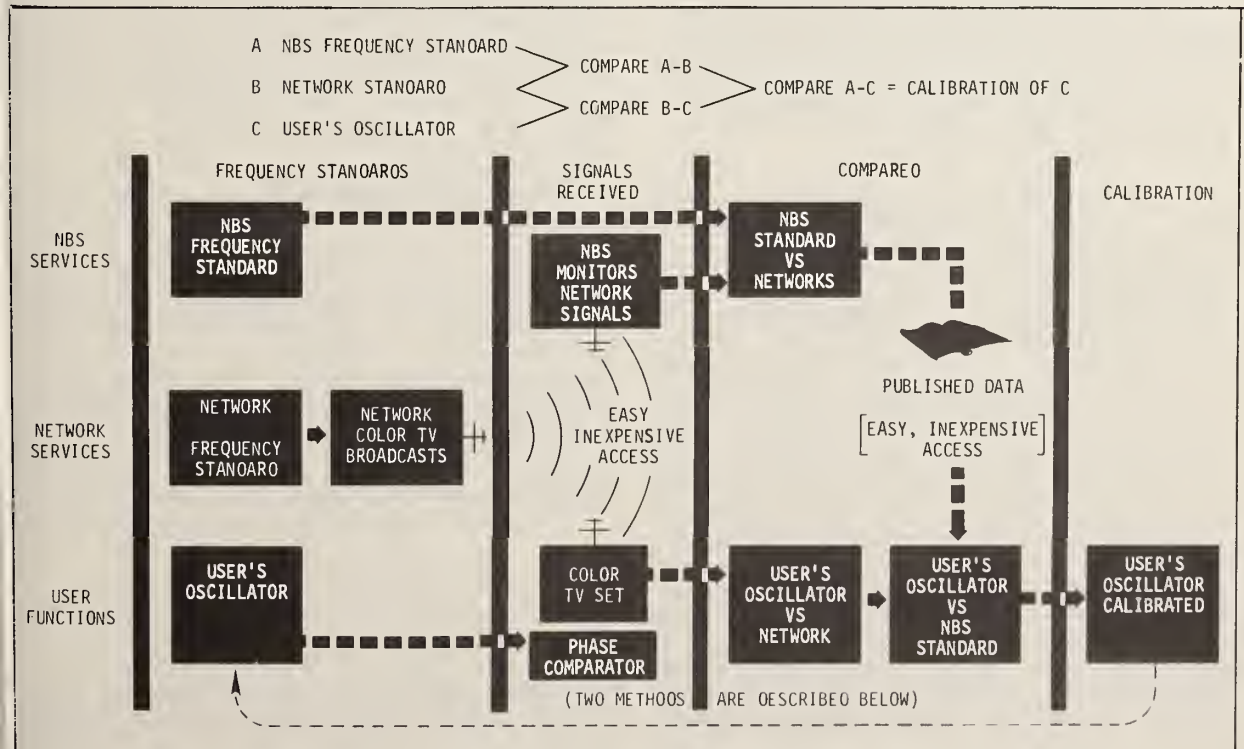 A NBS FREQUENCY STANDARD
B NETWORK STANOARO
C USER'S OSCILLATOR
COMPARE A-B
COMPARE B-C
COMPARE A-C = CALIBRATION OF C
FREQUENCY STANOAROS
SIGNALS
RECEIVED
COMPAREO
CALIBRATION
NBS
SERVICES
NBS
FREQUENCY
STANDARD
NBS
MONITORS
NETWORK
SIGNALS
NBS
STANDARD
VS
NETWORKS
PUBLISHED DATA
[EASY, INEXPENSIVE]
ACCESS
NETWORK
SERVICES
NETWORK
FREQUENCY
STANOARO
NETWORK
COLOR TV
BROADCASTS
EASY
INEXPENSIVE
ACCESS
USER
FUNCTIONS
USER'S
OSCILLATOR
COLOR
TV SET
PHASE
COMPARATOR
USER'S
OSCILLATOR
VS
NETWORK
USER'S
OSCILLATOR
VS
NBS
STANDARD
USER'S
OSCILLATOR
CALIBRATED
(TWO METHOOS ARE OESCRIBED BELOW)